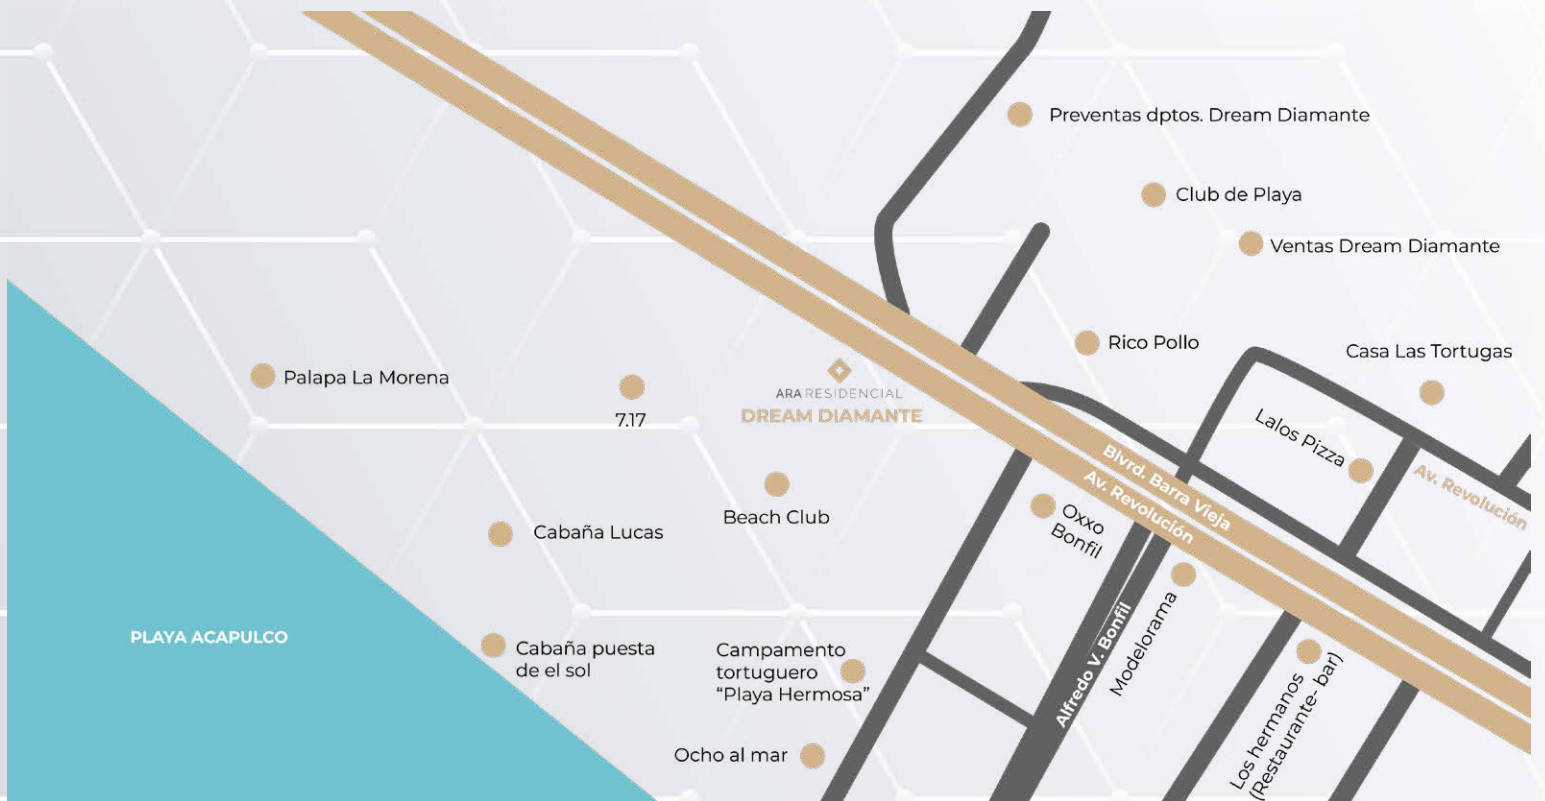 Preventas dptos. Dream Diamante
Club de Playa
Ventas Dream Diamante
Rico Pollo
Casa Las Tortugas
Palapa La Morena
7.17
ARA RESIDENCIAL
DREAM DIAMANTE
Lalos Pizza
Av. Revolución
Blvrd. Barra Vieja
Av. Revolución
Beach Club
Oxxo
Bonfil
Cabaña Lucas
PLAYA ACAPULCO
Cabaña puesta
de el sol
Campamento
tortuguero
“Playa Hermosa”
Alfredo V. Bonfil
Modelorama
Los hermanos
(Restaurante- bar)
Ocho al mar